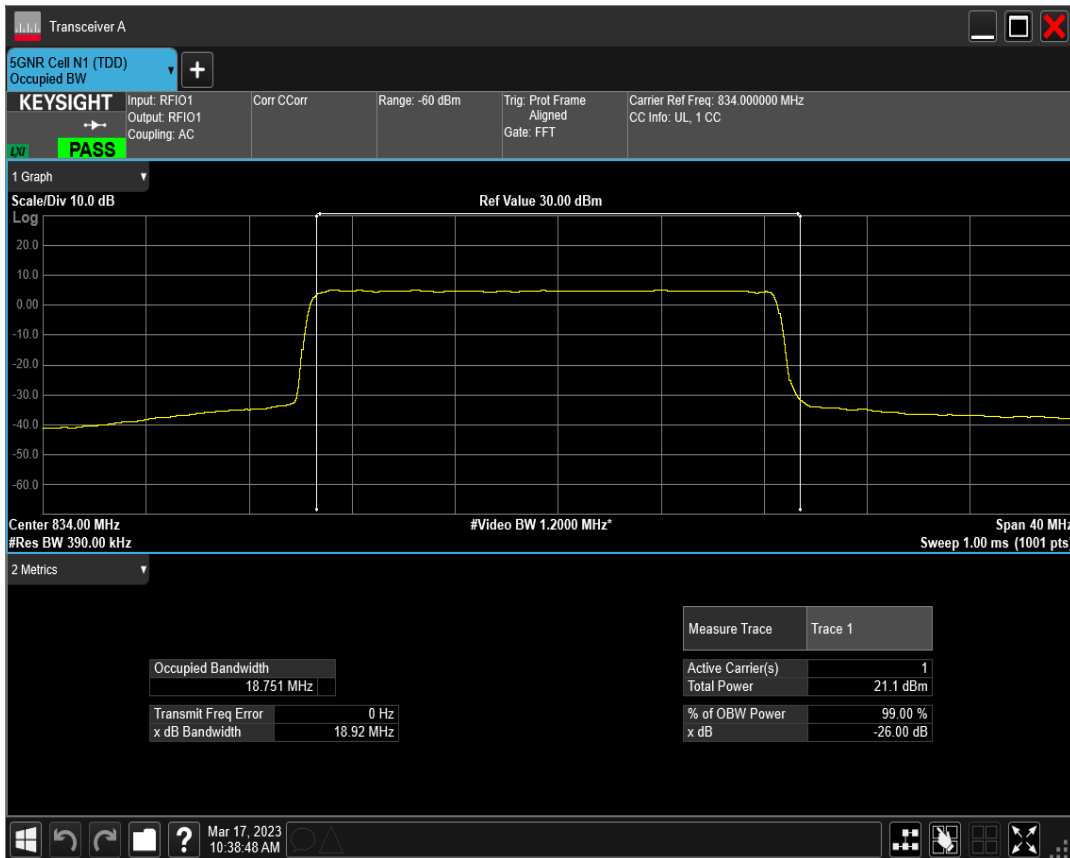 Transceiver A
5GNR Cell N1 (TDD)
Occupied BW
KEYSIGHT
LXI
PASS
Input: RFIO1
Output: RFIO1
Coupling: AC
Corr CCorr
Range: -60 dBm
Trig: Prot Frame
Aligned
Gate: FFT
Carrier Ref Freq: 834.000000 MHz
CC Info: UL, 1 CC
1 Graph
Scale/Div 10.0 dB
Ref Value 30.00 dBm
Log
20.0
10.0
0.00
-10.0
-20.0
-30.0
-40.0
-50.0
-60.0
Center 834.00 MHz
#Video BW 1.2000 MHz*
Span 40 MHz
#Res BW 390.00 kHz
Sweep 1.00 ms (1001 pts)
2 Metrics
Measure Trace Trace 1
Occupied Bandwidth
18.751 MHz
Active Carrier(s) 1
Total Power 21.1 dBm
Transmit Freq Error 0 Hz
x dB Bandwidth 18.92 MHz
% of OBW Power 99.00 %
x dB -26.00 dB
?
Mar 17, 2023
10:38:48 AM